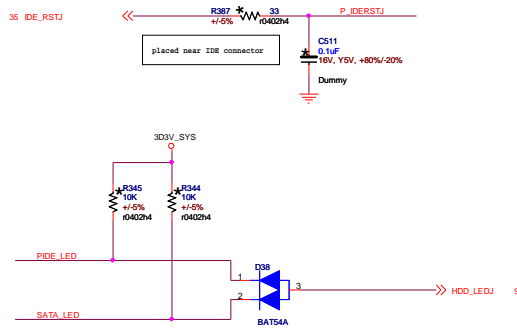 35 IDE_RSTJ
R387 * 33
+/-5% r0402h4
P_IDERSTJ
placed near IDE connector
* C511
0.1uF
16V, Y5V, +80%/-20%
Dummy
3D3V_SYS
* R345
10K
+/-5%
r0402h4
* R344
10K
+/-5%
r0402h4
PIDE_LED
SATA_LED
D38
1
2
3
BAT54A
HDD_LEDJ 9